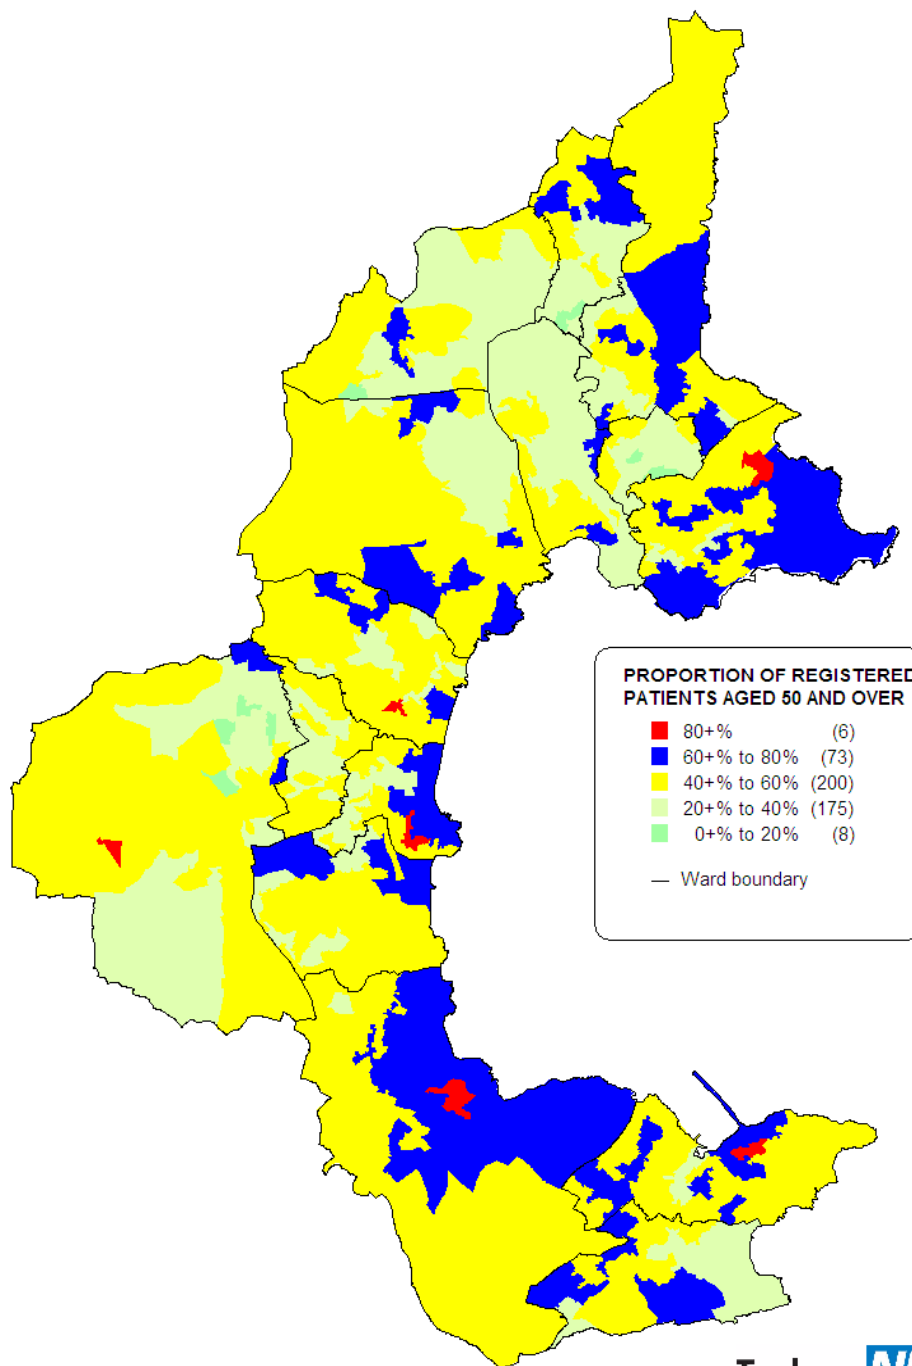 PROPORTION OF REGISTERED
PATIENTS AGED 50 AND OVER
80+% (6)
60+% to 80% (73)
40+% to 60% (200)
20+% to 40% (175)
0+% to 20% (8)
Ward boundary